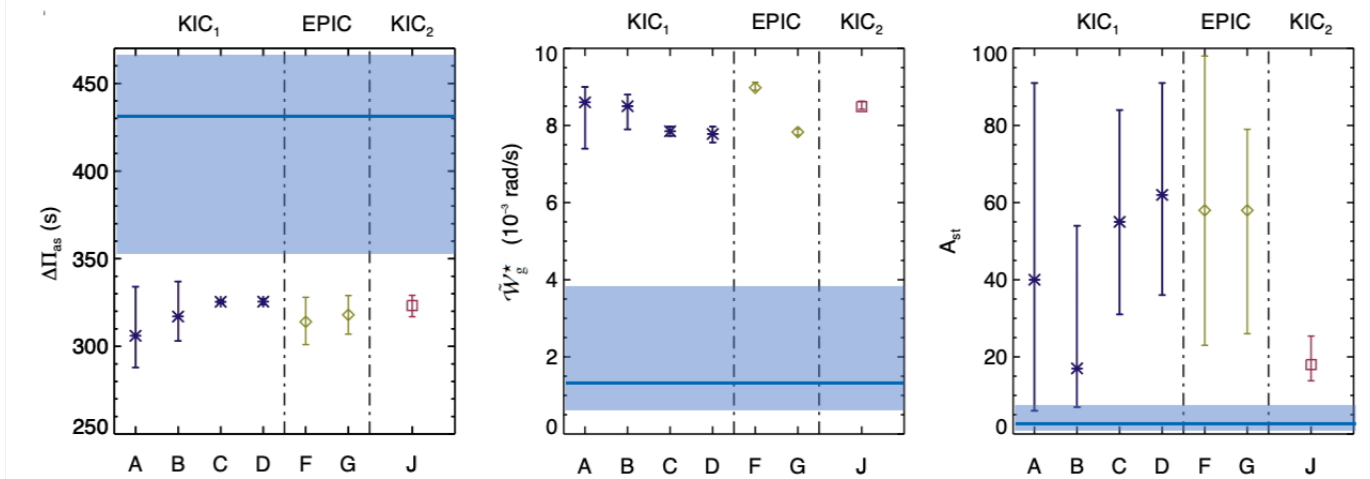 KIC₁ EPIC KIC₂
ΔΠas (s)
450
400
350
300
250
A B C D F G J
KIC₁ EPIC KIC₂
W̃g* (10⁻³ rad/s)
10
8
6
4
2
0
A B C D F G J
KIC₁ EPIC KIC₂
Ast
100
80
60
40
20
0
A B C D F G J